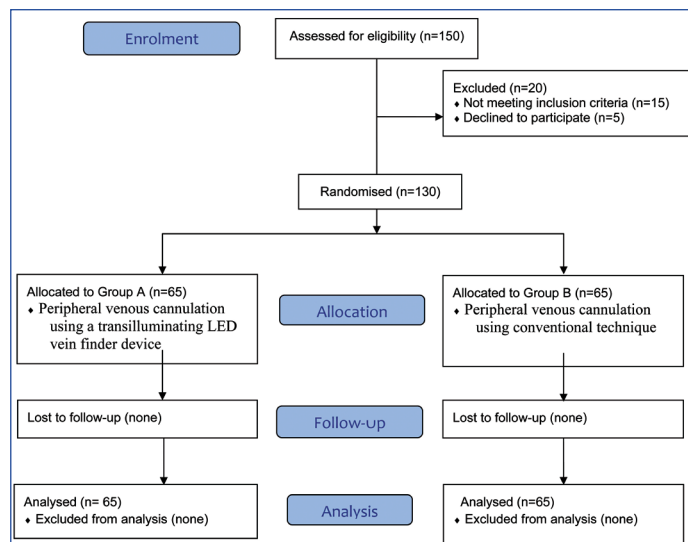 Enrolment
Assessed for eligibility (n=150)
Excluded (n=20)
♦ Not meeting inclusion criteria (n=15)
♦ Declined to participate (n=5)
Randomised (n=130)
Allocated to Group A (n=65)
♦ Peripheral venous cannulation
using a transilluminating LED
vein finder device
Allocation
Allocated to Group B (n=65)
♦ Peripheral venous cannulation
using conventional technique
Lost to follow-up (none)
Follow-up
Lost to follow-up (none)
Analysed (n= 65)
♦ Excluded from analysis (none)
Analysis
Analysed (n=65)
♦ Excluded from analysis (none)